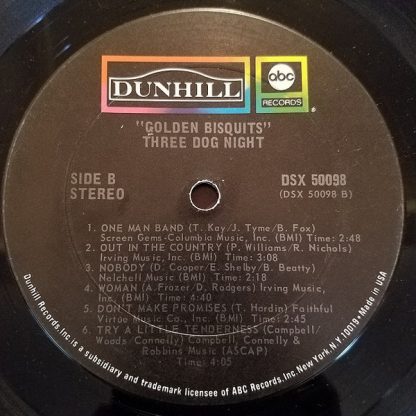 DUNHILL
abc
RECORDS
®
"GOLDEN BISQUITS"
THREE DOG NIGHT
SIDE B
STEREO
DSX 50098
(DSX 50098 B)
1. ONE MAN BAND (T. Kay/J. Tyme/B. Fox)
Screen Gems-Columbia Music, Inc. (BMI) Time: 2:48
2. OUT IN THE COUNTRY (P. Williams/R. Nichols)
Irving Music, Inc. (BMI) Time: 3:08
3. NOBODY (D. Cooper/E. Shelby/B. Beatty)
Nelchell Music (BMI) Time: 2:18
4. WOMAN (A. Frazer/D. Rodgers) Irving Music,
Inc. (BMI) Time: 4:40
5. DON'T MAKE PROMISES (T. Hardin) Faithful
Virtue Music Co., Inc. (BMI) Time: 2:45
6. TRY A LITTLE TENDERNESS (Campbell/
Woods/Connolly) Campbell, Connelly &
Robbins Music (ASCAP)
Time: 4:05
Dunhill Records, Inc. is a subsidiary and trademark licensee of ABC Records, Inc. New York, N.Y. 10019 • Made in USA